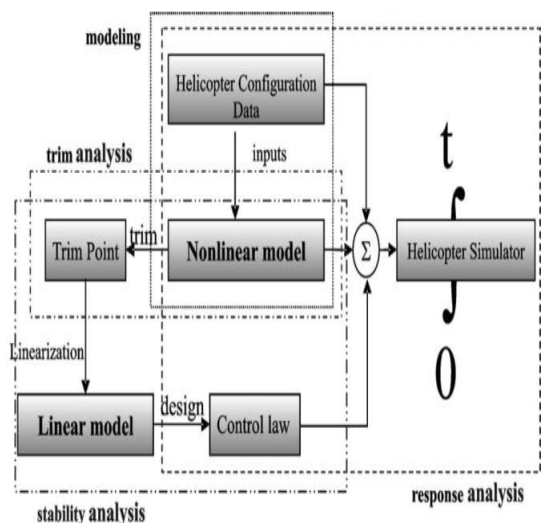 modeling
Helicopter Configuration
Data
trim analysis
inputs
t
Trim Point
trim
Nonlinear model
Σ
∫
Helicopter Simulator
Linearization
0
Linear model
design
Control law
response analysis
stability analysis